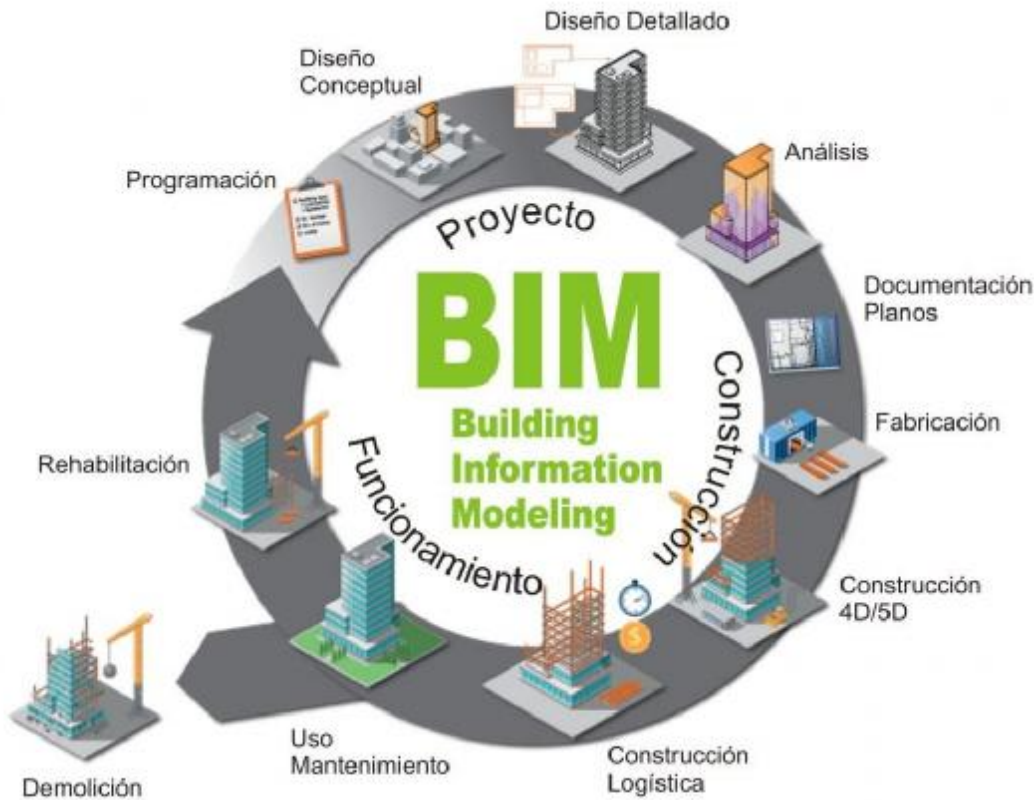 Diseño Detallado
Diseño
Conceptual
Análisis
Programación
Proyecto
BIM
Building
Information
Modeling
Construcción
Funcionamiento
Documentación
Planos
Fabricación
Construcción
4D/5D
Construcción
Logística
Uso
Mantenimiento
Rehabilitación
Demolición
$